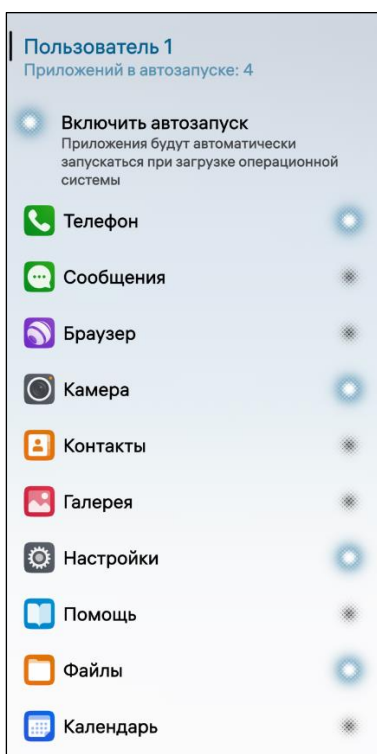 Пользователь 1
Приложений в автозапуске: 4
Включить автозапуск
Приложения будут автоматически
запускаться при загрузке операционной
системы
Телефон
Сообщения
Браузер
Камера
Контакты
Галерея
Настройки
Помощь
Файлы
Календарь